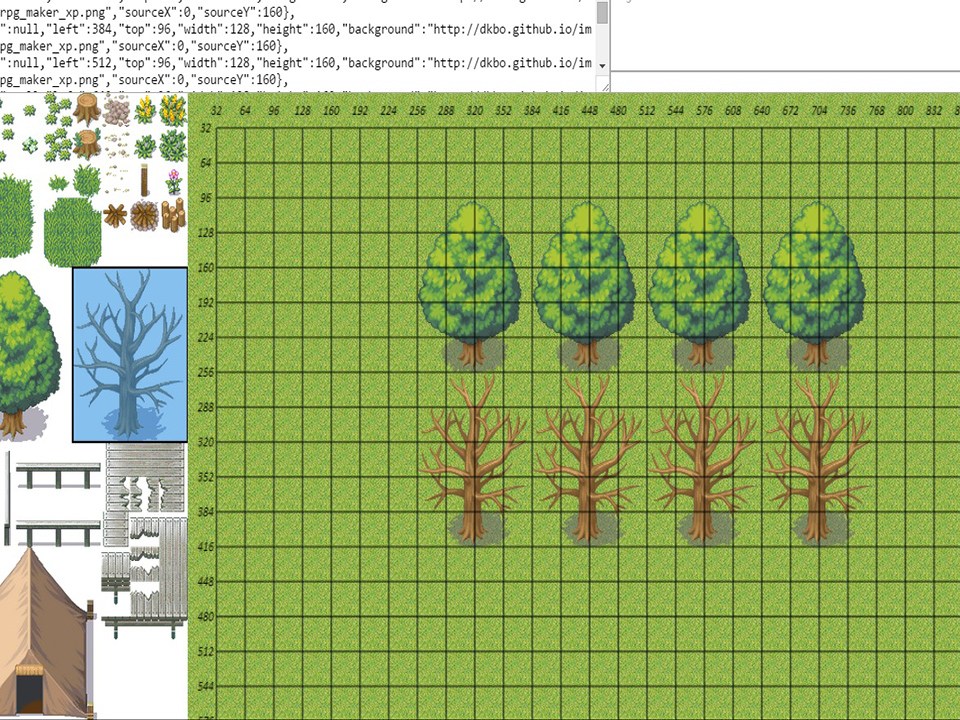 rpg_maker_xp.png","sourceX":0,"sourceY":160},
":null,"left":384,"top":96,"width":128,"height":160,"background":"http://dkbo.github.io/im
pg_maker_xp.png","sourceX":0,"sourceY":160},
":null,"left":512,"top":96,"width":128,"height":160,"background":"http://dkbo.github.io/im
pg_maker_xp.png","sourceX":0,"sourceY":160},
32 64 96 128 160 192 224 256 288 320 352 384 416 448 480 512 544 576 608 640 672 704 736 768 800 832
32
64
96
128
160
192
224
256
288
320
352
384
416
448
480
512
544